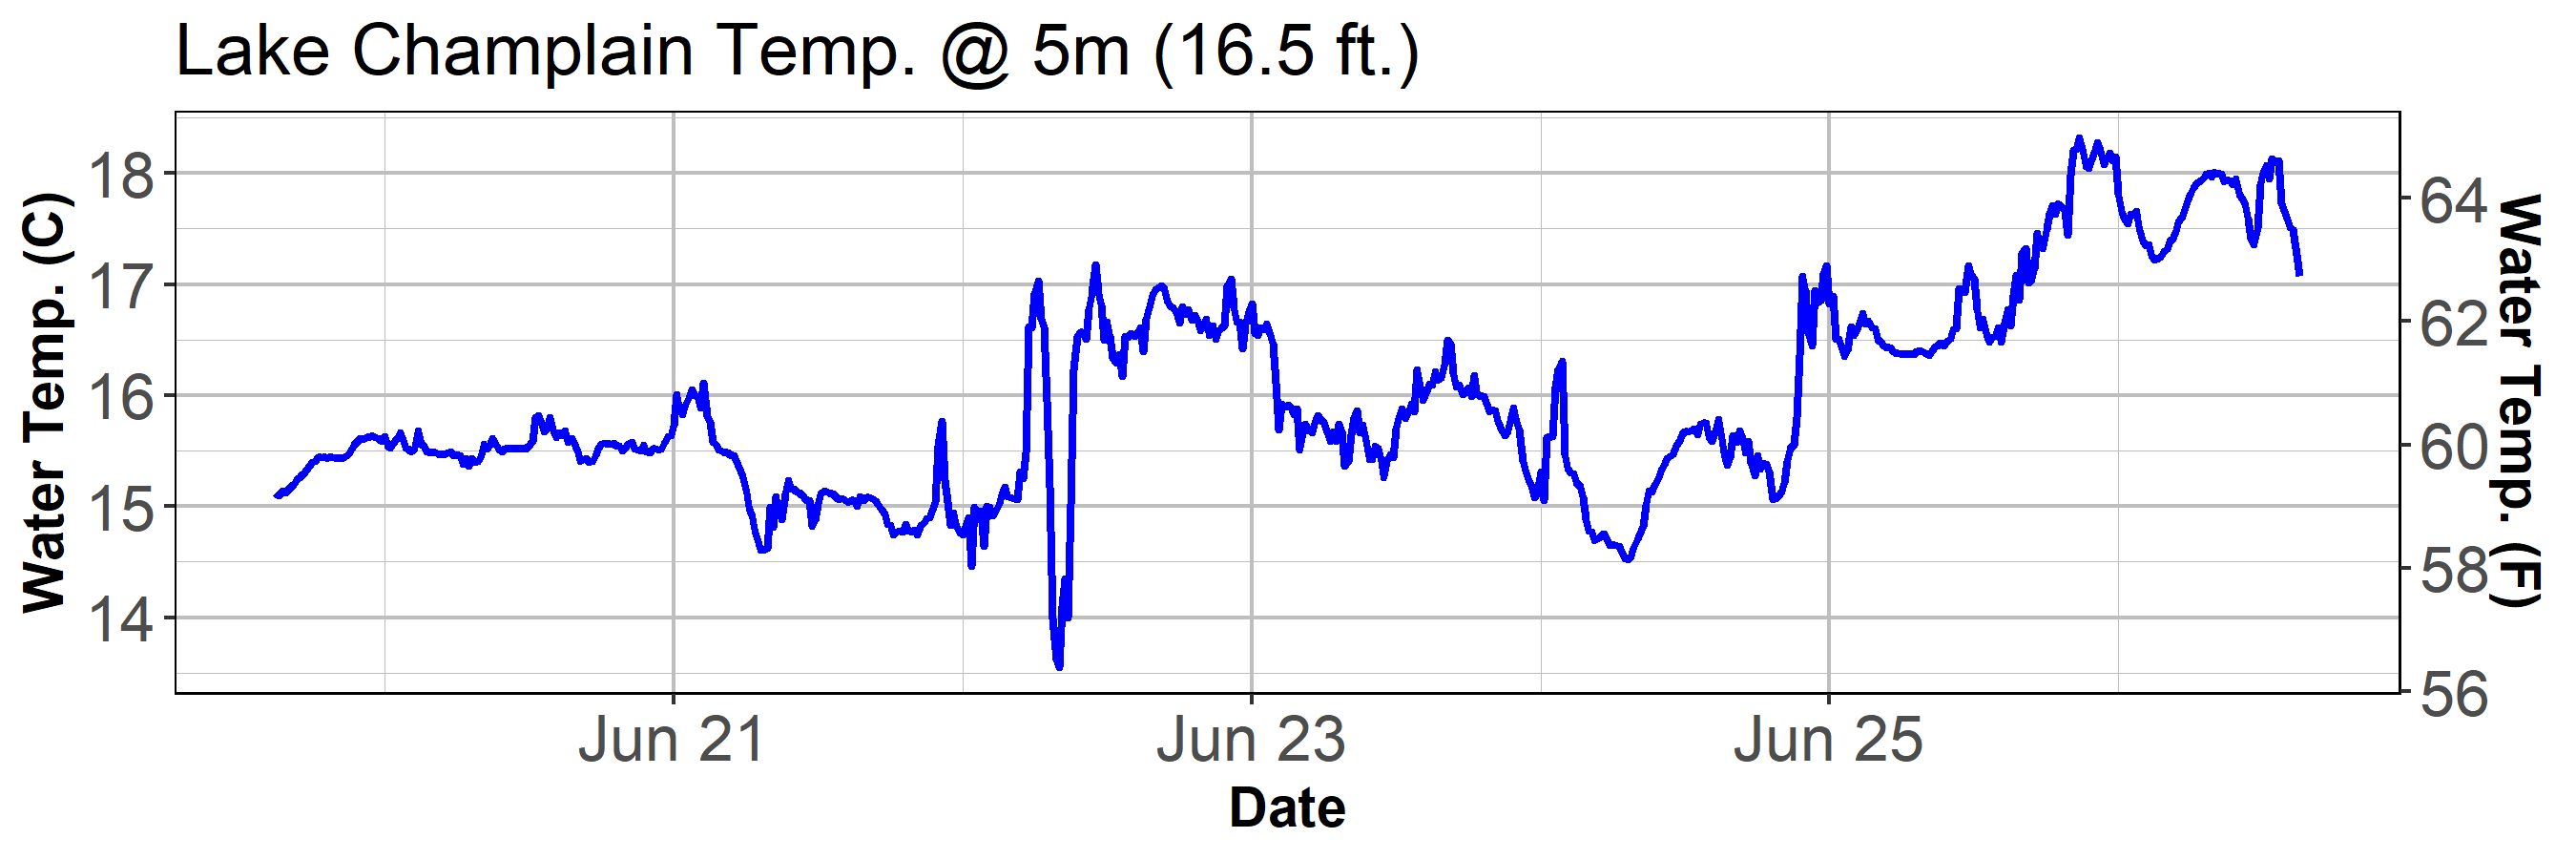 Lake Champlain Temp. @ 5m (16.5 ft.)
Water Temp. (C)
18
17
16
15
14
64
62
60
58
56
Water Temp. (F)
Jun 21
Jun 23
Jun 25
Date